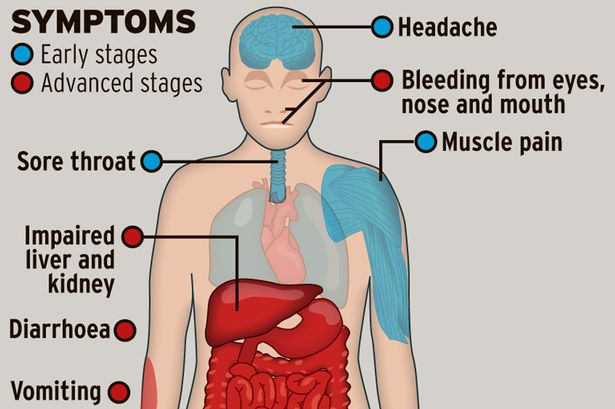 SYMPTOMS
Early stages
Advanced stages
Headache
Bleeding from eyes,
nose and mouth
Muscle pain
Sore throat
Impaired
liver and
kidney
Diarrhoea
Vomiting